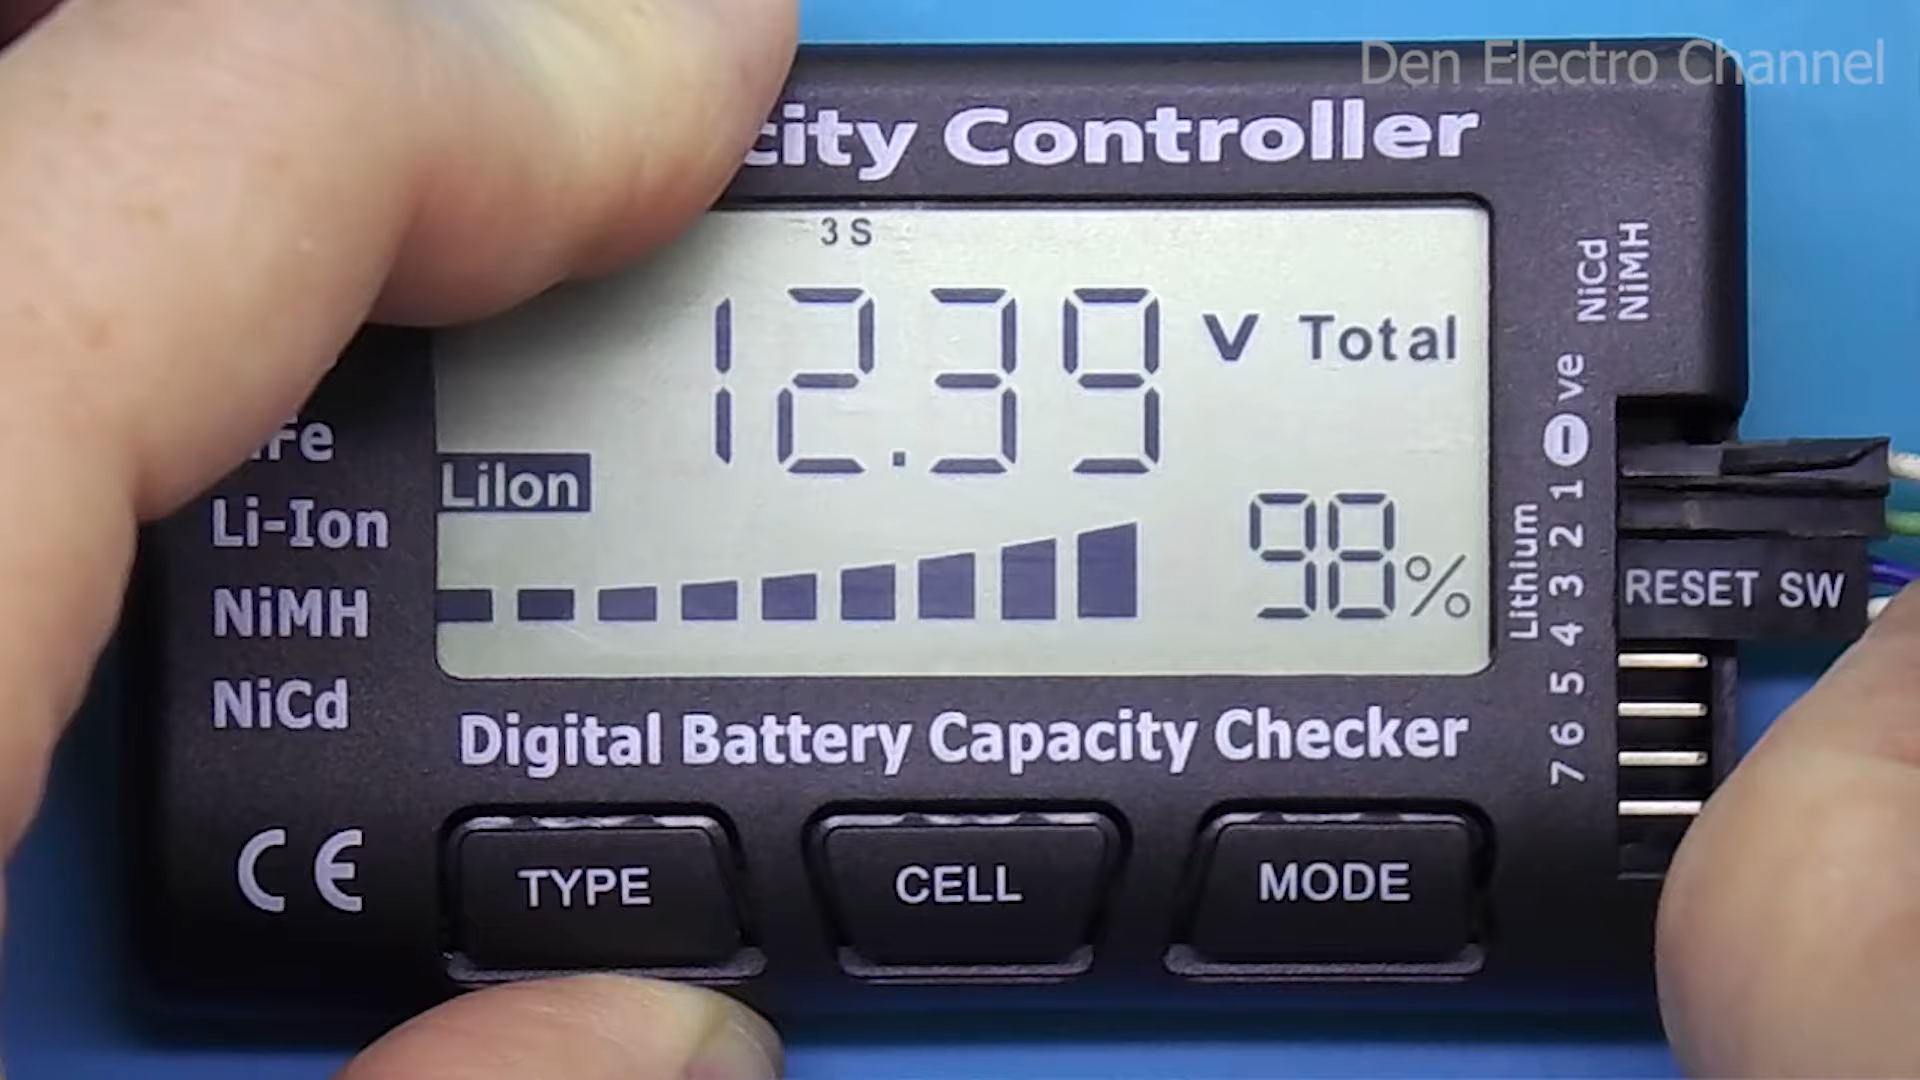 Den Electro Channel
city Controller
3 S
12.39 V Total
LiIon
98%
Fe
Li-Ion
NiMH
NiCd
Digital Battery Capacity Checker
CE
TYPE
CELL
MODE
NiCd
NiMH
Lithium
7 6 5 4 3 2 1 ⊖ ve
RESET SW